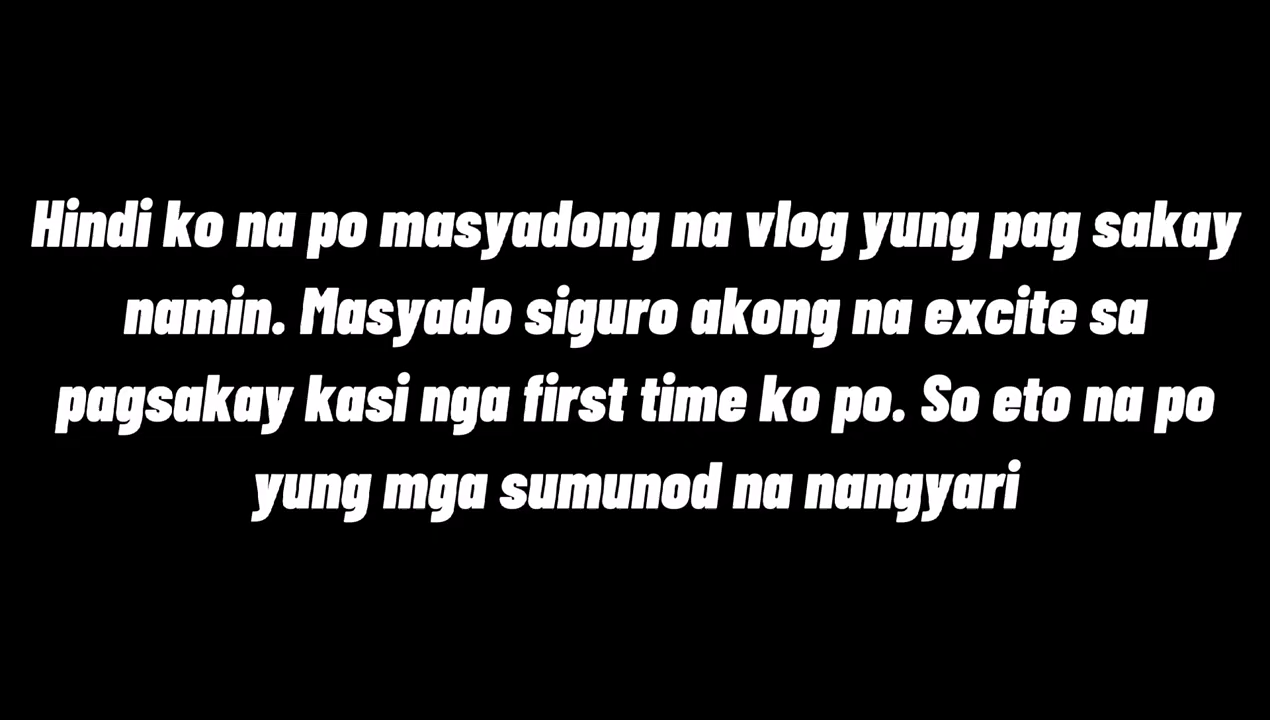 Hindi ko na po masyadong na vlog yung pag sakay
namin. Masyado siguro akong na excite sa
pagsakay kasi nga first time ko po. So eto na po
yung mga sumunod na nangyari